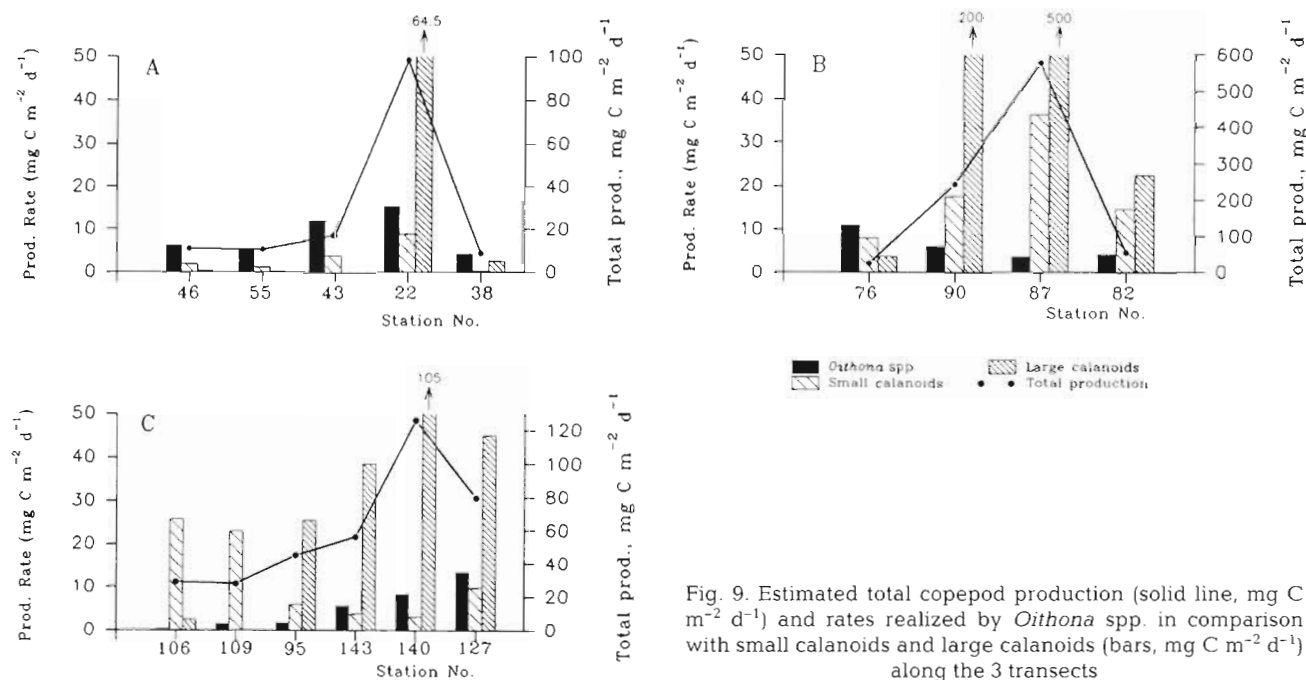 64.5
A
Prod. Rate (mg C m⁻² d⁻¹)
50
40
30
20
10
0
100
80
60
40
20
0
Total prod., mg C m⁻² d⁻¹
46 55 43 22 38
Station No.
200 500
B
Prod. Rate (mg C m⁻² d⁻¹)
50
40
30
20
10
0
600
500
400
300
200
100
0
Total prod., mg C m⁻² d⁻¹
76 90 87 82
Station No.
Oithona spp Large calanoids
Small calanoids Total production
105
C
Prod. Rate (mg C m⁻² d⁻¹)
50
40
30
20
10
0
120
100
80
60
40
20
0
Total prod., mg C m⁻² d⁻¹
106 109 95 143 140 127
Station No.
Fig. 9. Estimated total copepod production (solid line, mg C
m⁻² d⁻¹) and rates realized by Oithona spp. in comparison
with small calanoids and large calanoids (bars, mg C m⁻² d⁻¹)
along the 3 transects